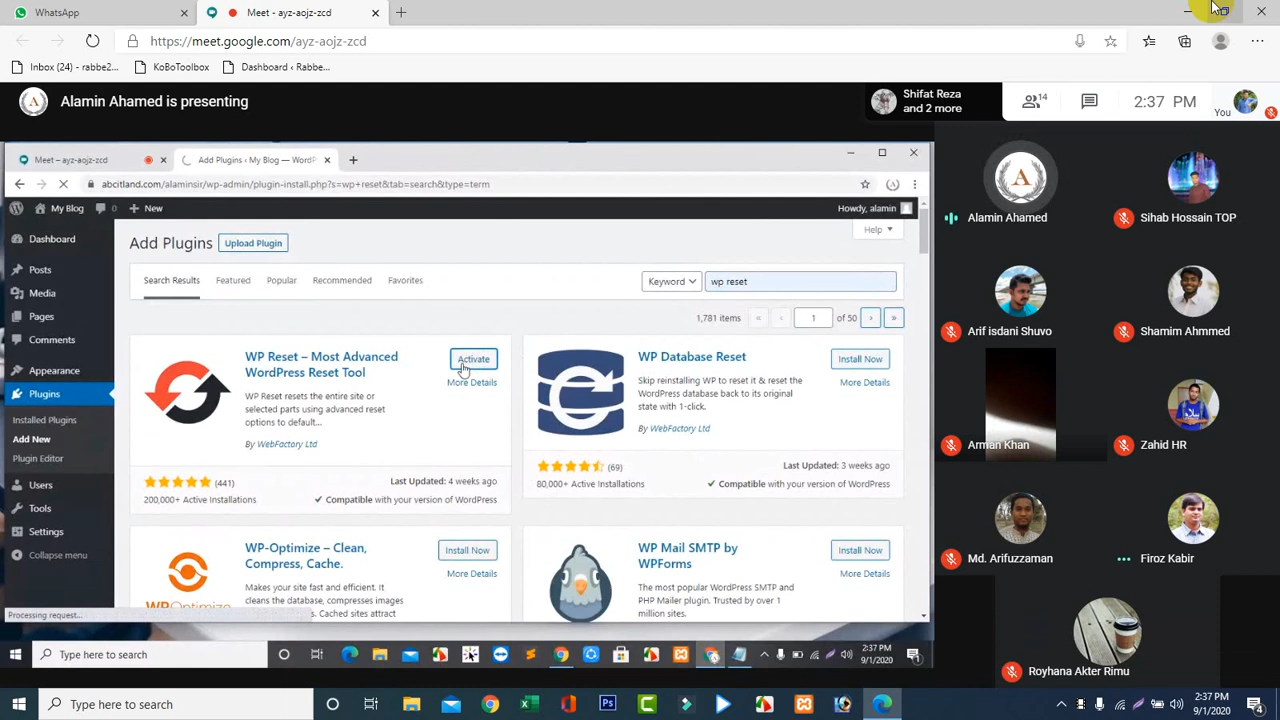 WhatsApp
Meet - ayz-aojz-zcd
https://meet.google.com/ayz-aojz-zcd
Inbox (24) - rabbe2...
KoBoToolbox
Dashboard ‹ Rabbe...
Alamin Ahamed is presenting
Shifat Reza
and 2 more
14
2:37 PM
You
Meet – ayz-aojz-zcd
Add Plugins ‹ My Blog — WordP
abcitland.com/alaminsir/wp-admin/plugin-install.php?s=wp+reset&tab=search&type=term
My Blog
0
New
Howdy, alamin
Dashboard
Posts
Media
Pages
Comments
Appearance
Plugins
Installed Plugins
Add New
Plugin Editor
Users
Tools
Settings
Collapse menu
Add Plugins
Upload Plugin
Help
Search Results
Featured
Popular
Recommended
Favorites
Keyword
wp reset
1,781 items
«
‹
1
of 50
›
»
WP Reset – Most Advanced
WordPress Reset Tool
Activate
More Details
WP Reset resets the entire site or
selected parts using advanced reset
options to default...
By WebFactory Ltd
(441)
200,000+ Active Installations
Last Updated: 4 weeks ago
Compatible with your version of WordPress
WP Database Reset
Install Now
More Details
Skip reinstalling WP to reset it & reset the
WordPress database back to its original
state with 1-click.
By WebFactory Ltd
(69)
80,000+ Active Installations
Last Updated: 3 weeks ago
Compatible with your version of WordPress
WP-Optimize – Clean,
Compress, Cache.
Install Now
More Details
Makes your site fast and efficient. It
cleans the database, compresses images
and caches pages. Cached sites attract
WPOptimize
WP Mail SMTP by
WPForms
Install Now
More Details
The most popular WordPress SMTP and
PHP Mailer plugin. Trusted by over 1
million sites.
Processing request...
Type here to search
2:37 PM
9/1/2020
1
A
Alamin Ahamed
Sihab Hossain TOP
Arif isdani Shuvo
Shamim Ahmmed
Arman Khan
Zahid HR
Md. Arifuzzaman
Firoz Kabir
Royhana Akter Rimu
Type here to search
Ps
2:37 PM
9/1/2020
4